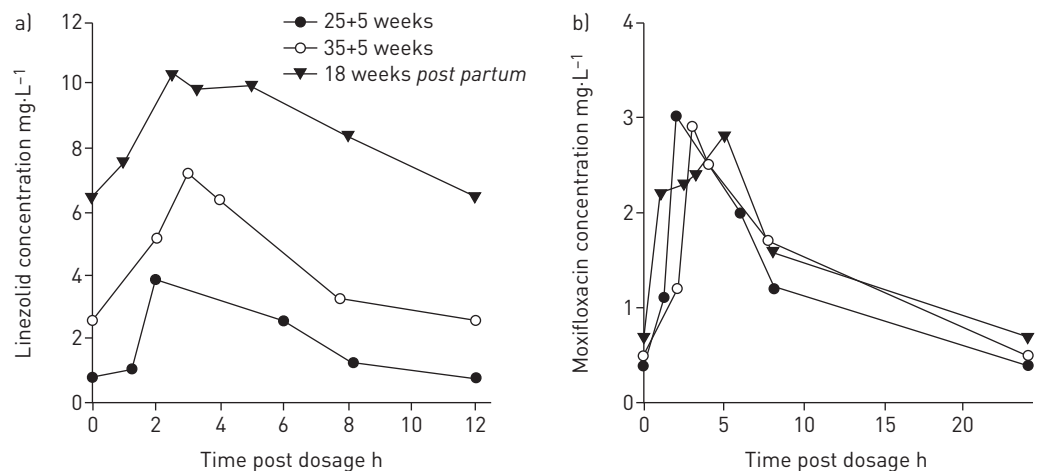 a)
12
10
8
6
4
2
0
Linezolid concentration mg·L⁻¹
0 2 4 6 8 10 12
Time post dosage h
25+5 weeks
35+5 weeks
18 weeks post partum
b)
4
3
2
1
0
Moxifloxacin concentration mg·L⁻¹
0 5 10 15 20
Time post dosage h